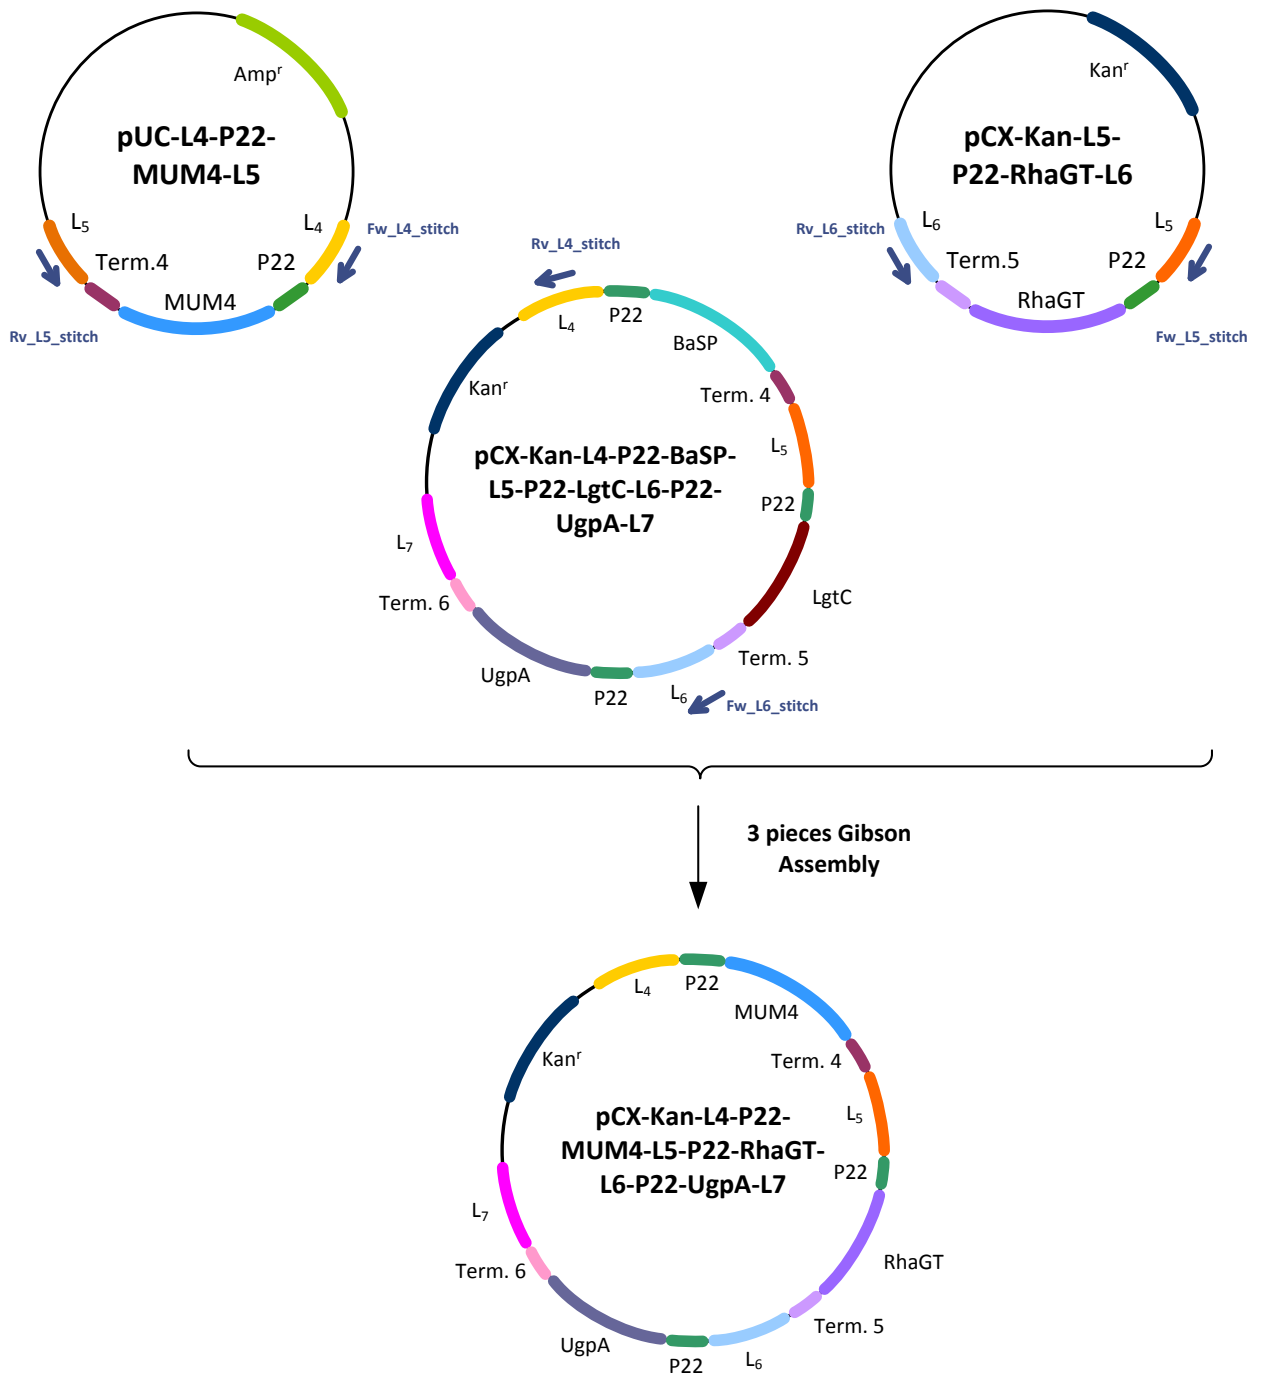 Ampʳ
pUC-L4-P22-
MUM4-L5
L₅
L₄
Fw_L4_stitch
Term.4
P22
MUM4
Rv_L5_stitch
Kanʳ
pCX-Kan-L5-
P22-RhaGT-L6
Rv_L6_stitch
L₆
L₅
Term.5
P22
RhaGT
Fw_L5_stitch
Rv_L4_stitch
L₄
P22
BaSP
Kanʳ
Term. 4
L₅
pCX-Kan-L4-P22-BaSP-
L5-P22-LgtC-L6-P22-
UgpA-L7
P22
L₇
LgtC
Term. 6
Term. 5
UgpA
P22
L₆
Fw_L6_stitch
3 pieces Gibson
Assembly
L₄
P22
MUM4
Kanʳ
Term. 4
L₅
pCX-Kan-L4-P22-
MUM4-L5-P22-RhaGT-
L6-P22-UgpA-L7
P22
L₇
RhaGT
Term. 6
Term. 5
UgpA
P22
L₆